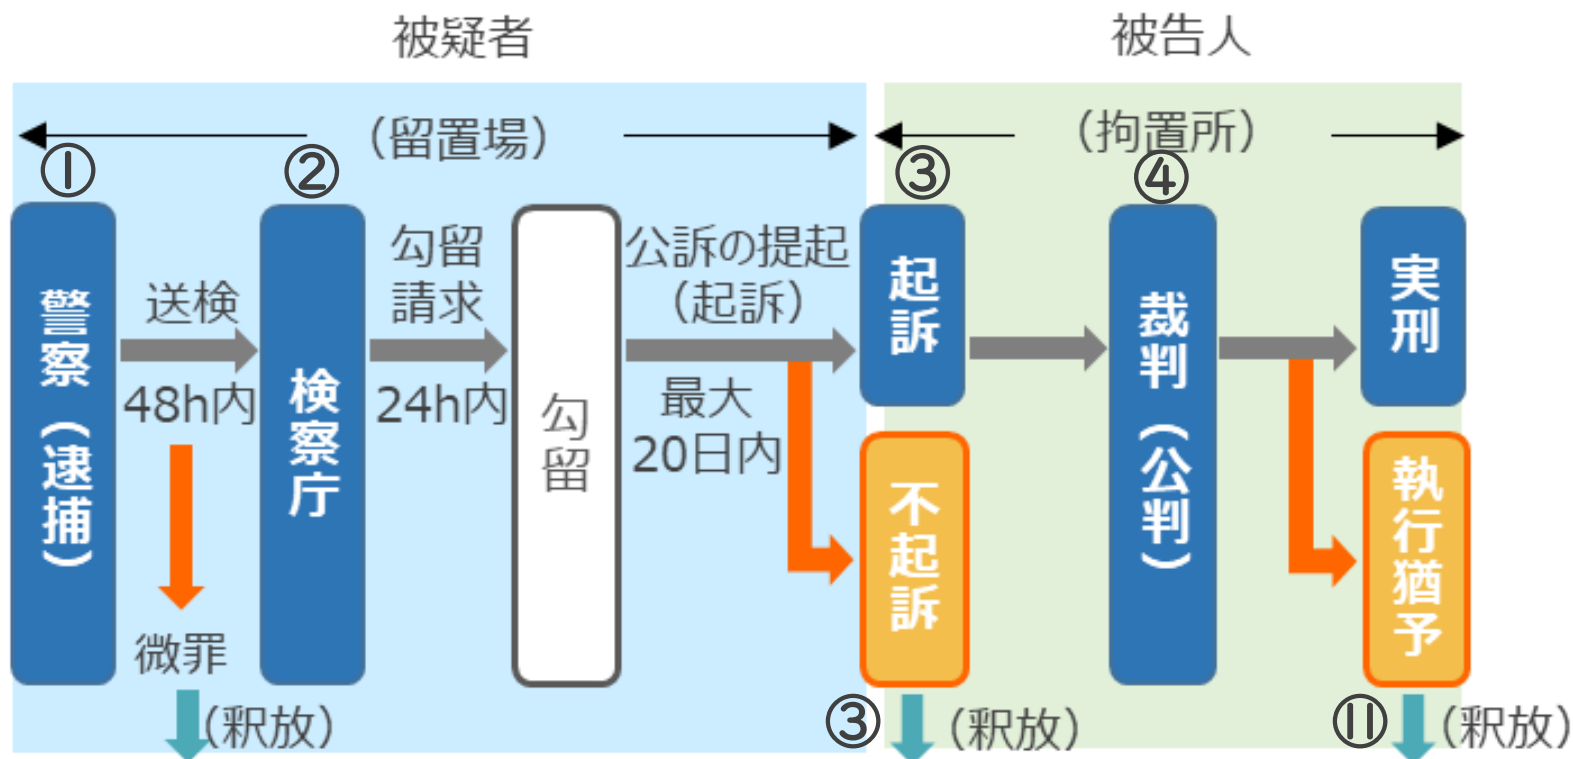 被疑者
被告人
(留置場)
(拘置所)
①
②
③
④
警察(逮捕)
送検
48h内
微罪
(釈放)
検察庁
勾留
請求
24h内
勾留
公訴の提起
(起訴)
最大
20日内
起訴
不起訴
③
(釈放)
裁判(公判)
実刑
執行猶予
⑪
(釈放)